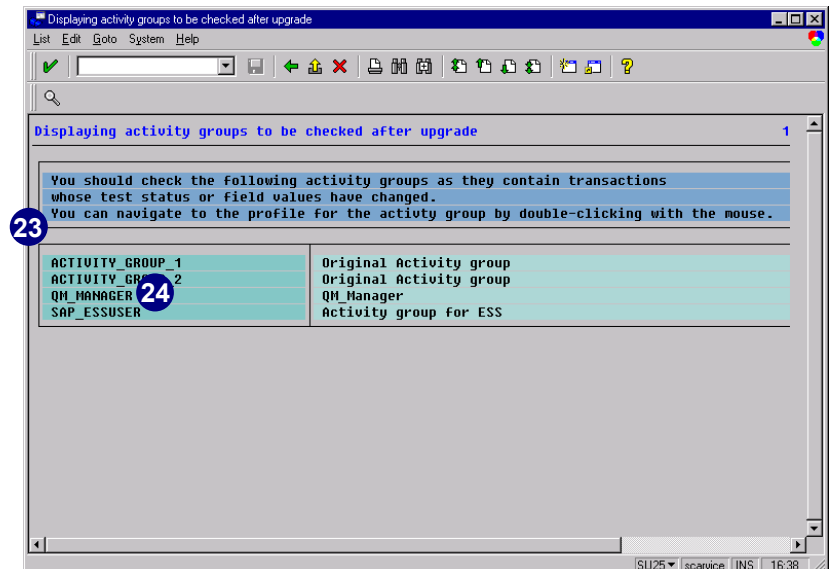 Displaying activity groups to be checked after upgrade
List Edit Goto System Help
Displaying activity groups to be checked after upgrade 1
You should check the following activity groups as they contain transactions
whose test status or field values have changed.
You can navigate to the profile for the activty group by double-clicking with the mouse.
23
ACTIVITY_GROUP_1 Original Activity group
ACTIVITY_GR 2 Original Activity group
QM_MANAGER 24 QM_Manager
SAP_ESSUSER Activity group for ESS
SU25 scarvice INS 16:38